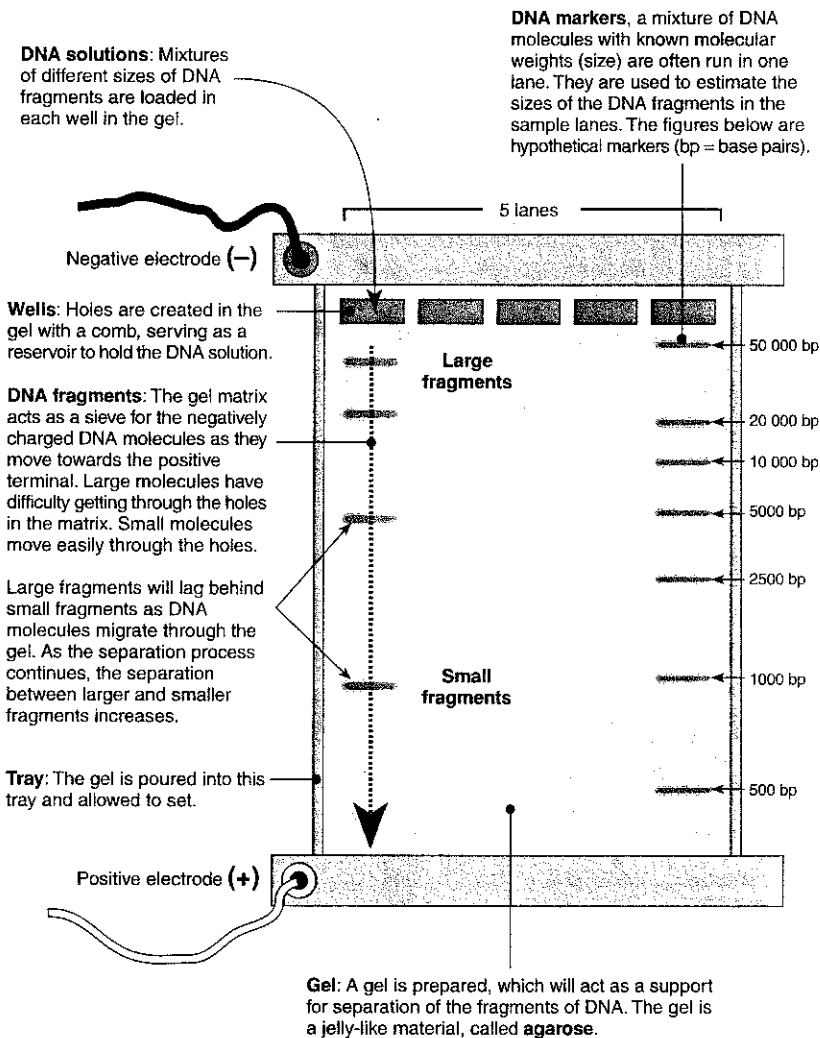 DNA solutions: Mixtures
of different sizes of DNA
fragments are loaded in
each well in the gel.
DNA markers, a mixture of DNA
molecules with known molecular
weights (size) are often run in one
lane. They are used to estimate the
sizes of the DNA fragments in the
sample lanes. The figures below are
hypothetical markers (bp = base pairs).
5 lanes
Negative electrode (–)
Wells: Holes are created in the
gel with a comb, serving as a
reservoir to hold the DNA solution.
DNA fragments: The gel matrix
acts as a sieve for the negatively
charged DNA molecules as they
move towards the positive
terminal. Large molecules have
difficulty getting through the holes
in the matrix. Small molecules
move easily through the holes.
Large fragments will lag behind
small fragments as DNA
molecules migrate through the
gel. As the separation process
continues, the separation
between larger and smaller
fragments increases.
Tray: The gel is poured into this
tray and allowed to set.
Large
fragments
Small
fragments
50 000 bp
20 000 bp
10 000 bp
5000 bp
2500 bp
1000 bp
500 bp
Positive electrode (+)
Gel: A gel is prepared, which will act as a support
for separation of the fragments of DNA. The gel is
a jelly-like material, called agarose.